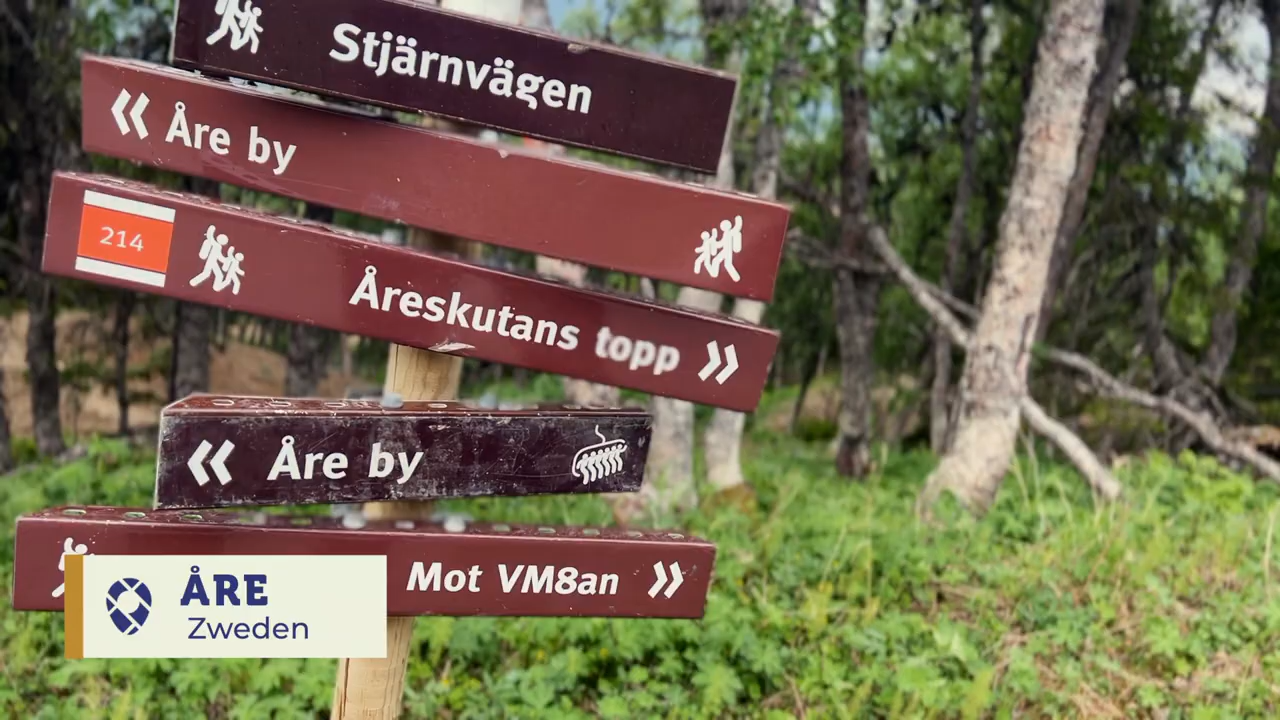 Stjärnvägen
Åre by
214
Åreskutans topp
Åre by
Mot VM8an
ÅRE
Zweden